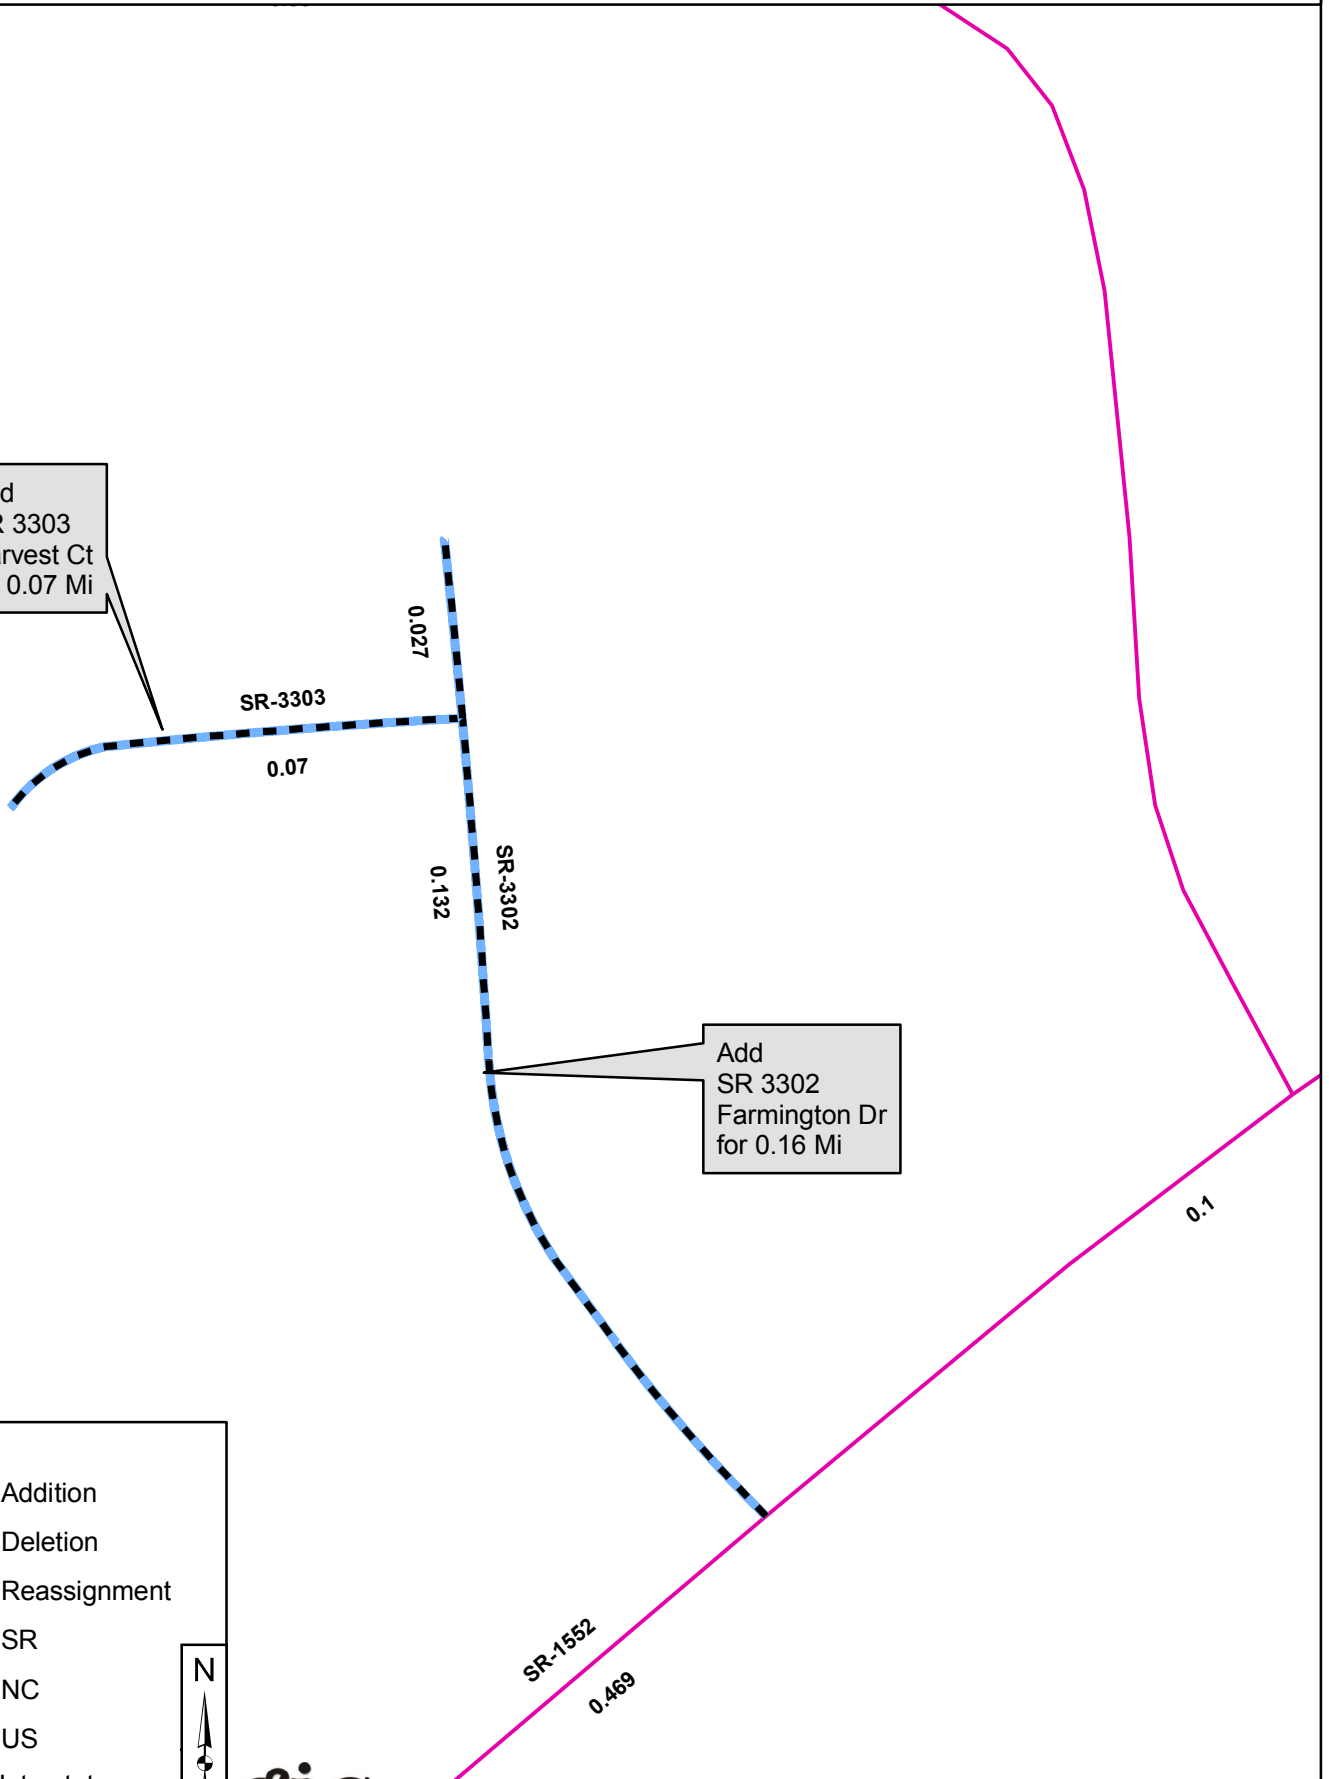 3303
Ct
0.07 Mi
0.027
SR-3303
0.07
0.132
SR-3302
Add
SR 3302
Farmington Dr
for 0.16 Mi
0.1
SR-1552
0.469
Addition
Deletion
Reassignment
SR
NC
US
N